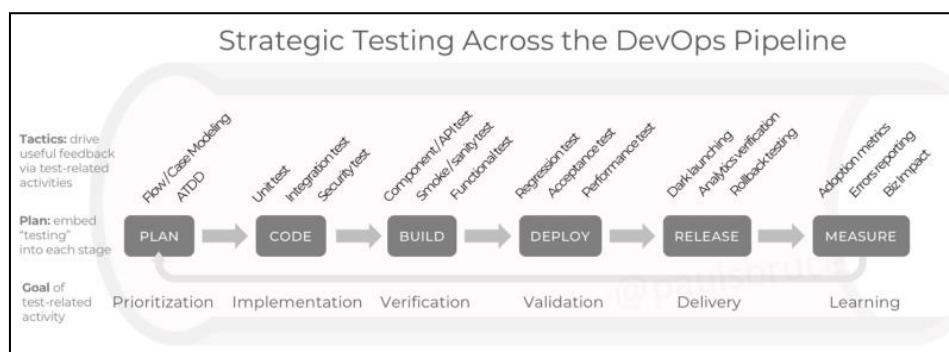 Strategic Testing Across the DevOps Pipeline
Tactics: drive
useful feedback
via test-related
activities
Flow / Case Modeling
ATDD
Unit test
Integration test
Security test
Component / API test
Smoke / sanity test
Functional test
Regression test
Acceptance test
Performance test
Dark launching
Analytics verification
Rollback testing
Adoption metrics
Errors reporting
Biz Impact
Plan: embed
“testing”
into each stage
PLAN
CODE
BUILD
DEPLOY
RELEASE
MEASURE
Goal of
test-related
activity
Prioritization
Implementation
Verification
Validation
Delivery
Learning